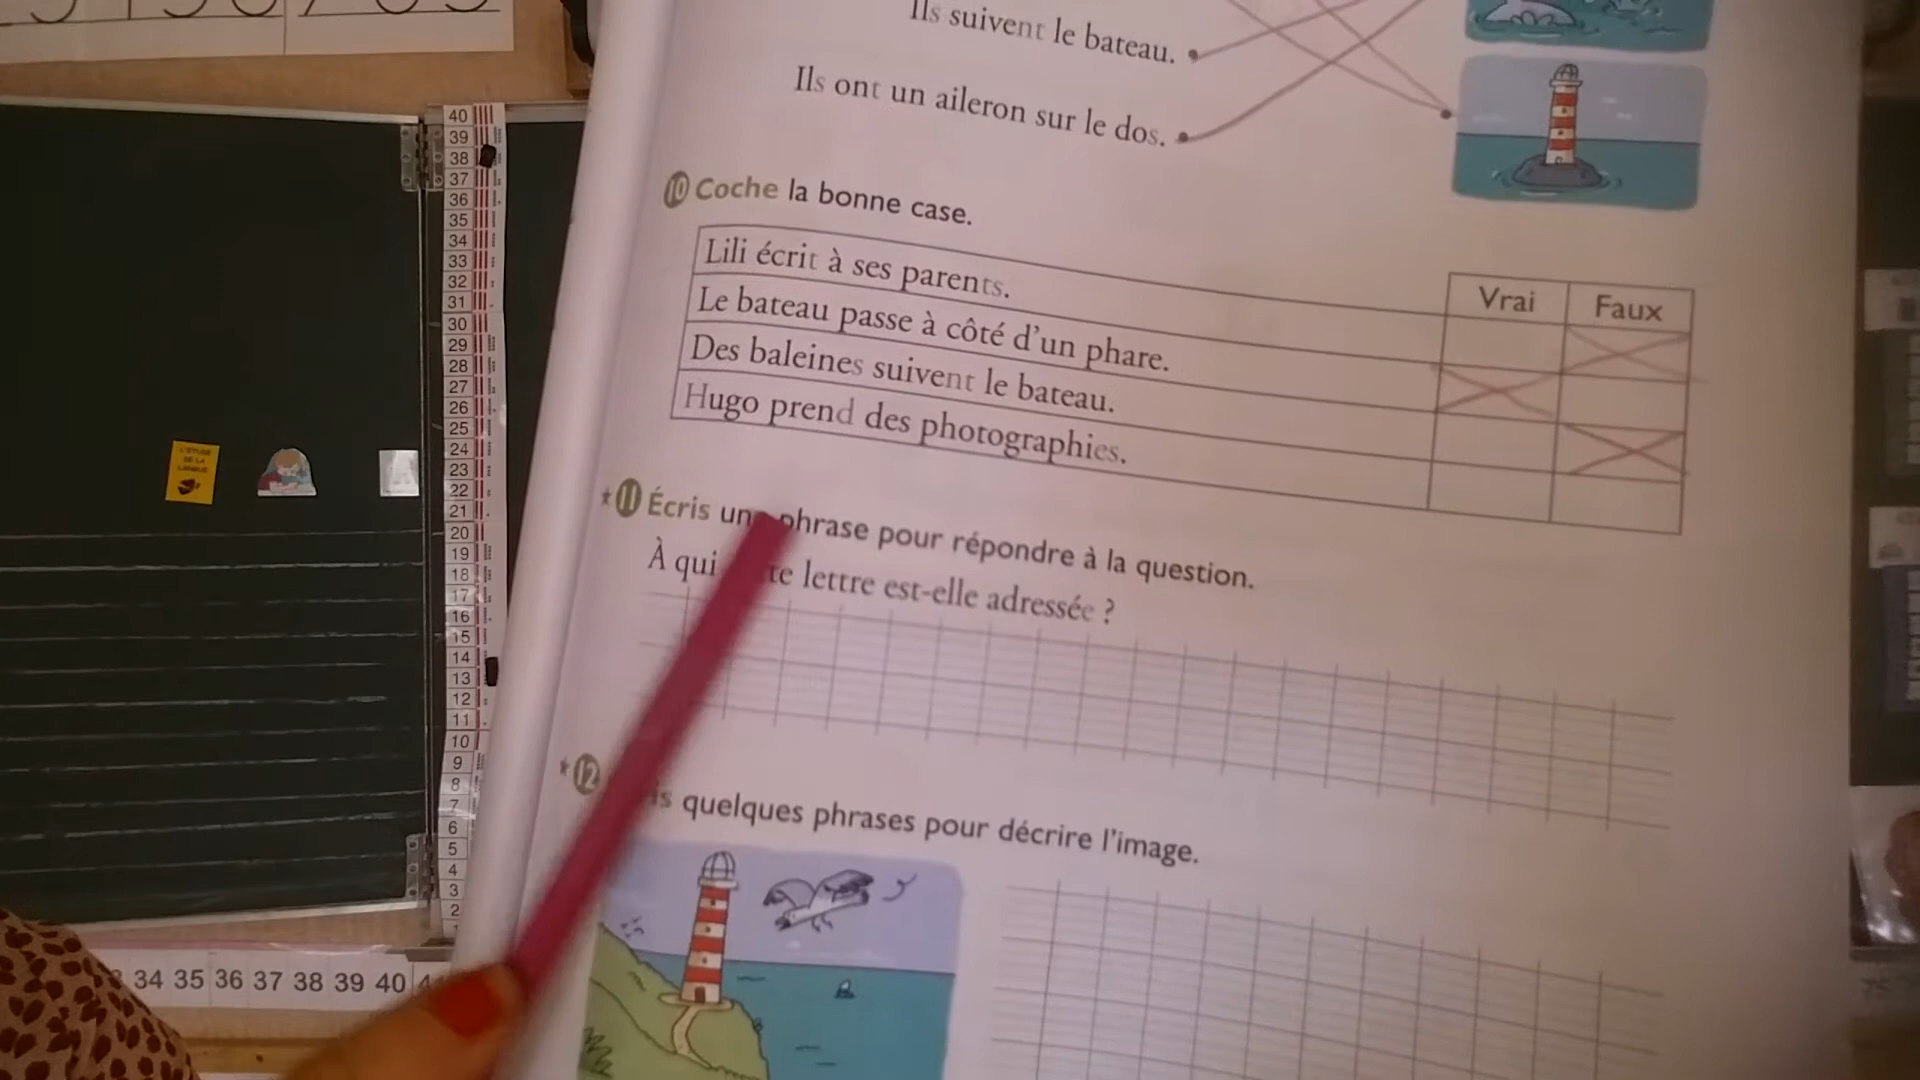 Ils suivent le bateau.
Ils ont un aileron sur le dos.
10 Coche la bonne case.
Vrai Faux
Lili écrit à ses parents.
Le bateau passe à côté d'un phare.
Des baleines suivent le bateau.
Hugo prend des photographies.
*11 Écris une phrase pour répondre à la question.
À qui lettre est-elle adressée ?
*12 quelques phrases pour décrire l'image.
L'ÉTUDE
DE LA
LANGUE
A
40
39
38
37
36
35
34
33
32
31
30
29
28
27
26
25
24
23
22
21
20
19
18
17
16
15
14
13
12
11
10
9
8
7
6
5
4
3
2
34 35 36 37 38 39 40